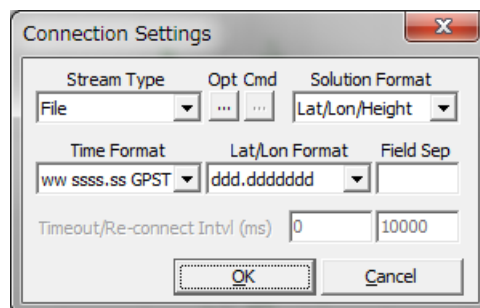 Connection Settings
Stream Type Opt Cmd Solution Format
File ... ... Lat/Lon/Height
Time Format Lat/Lon Format Field Sep
ww ssss.ss GPST ddd.ddddddd
Timeout/Re-connect Intvl (ms) 0 10000
OK Cancel